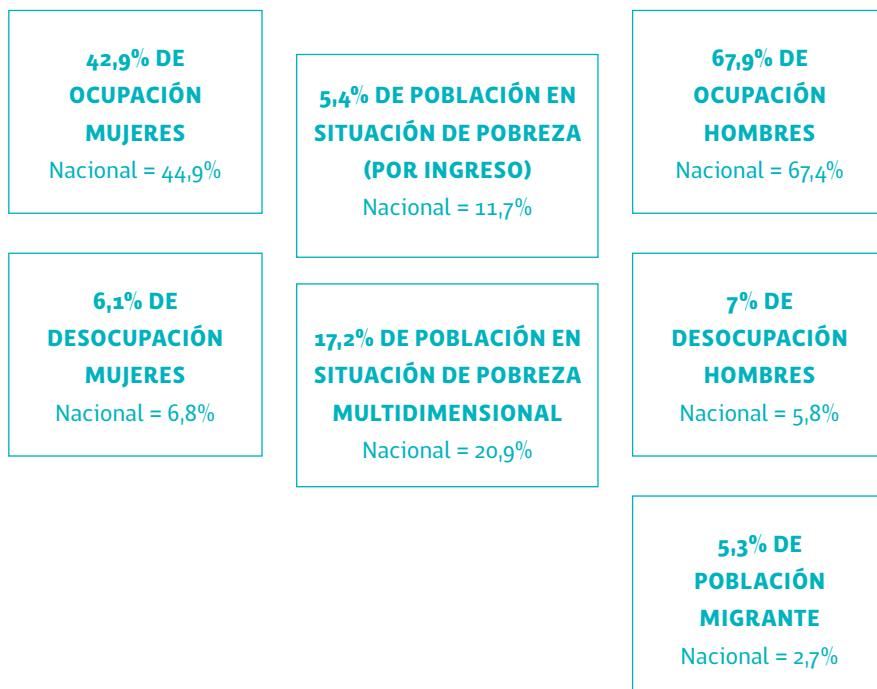 42,9% DE
OCUPACIÓN
MUJERES
Nacional = 44,9%
5,4% DE POBLACIÓN EN
SITUACIÓN DE POBREZA
(POR INGRESO)
Nacional = 11,7%
67,9% DE
OCUPACIÓN
HOMBRES
Nacional = 67,4%
6,1% DE
DESOCUPACIÓN
MUJERES
Nacional = 6,8%
17,2% DE POBLACIÓN EN
SITUACIÓN DE POBREZA
MULTIDIMENSIONAL
Nacional = 20,9%
7% DE
DESOCUPACIÓN
HOMBRES
Nacional = 5,8%
5,3% DE
POBLACIÓN
MIGRANTE
Nacional = 2,7%